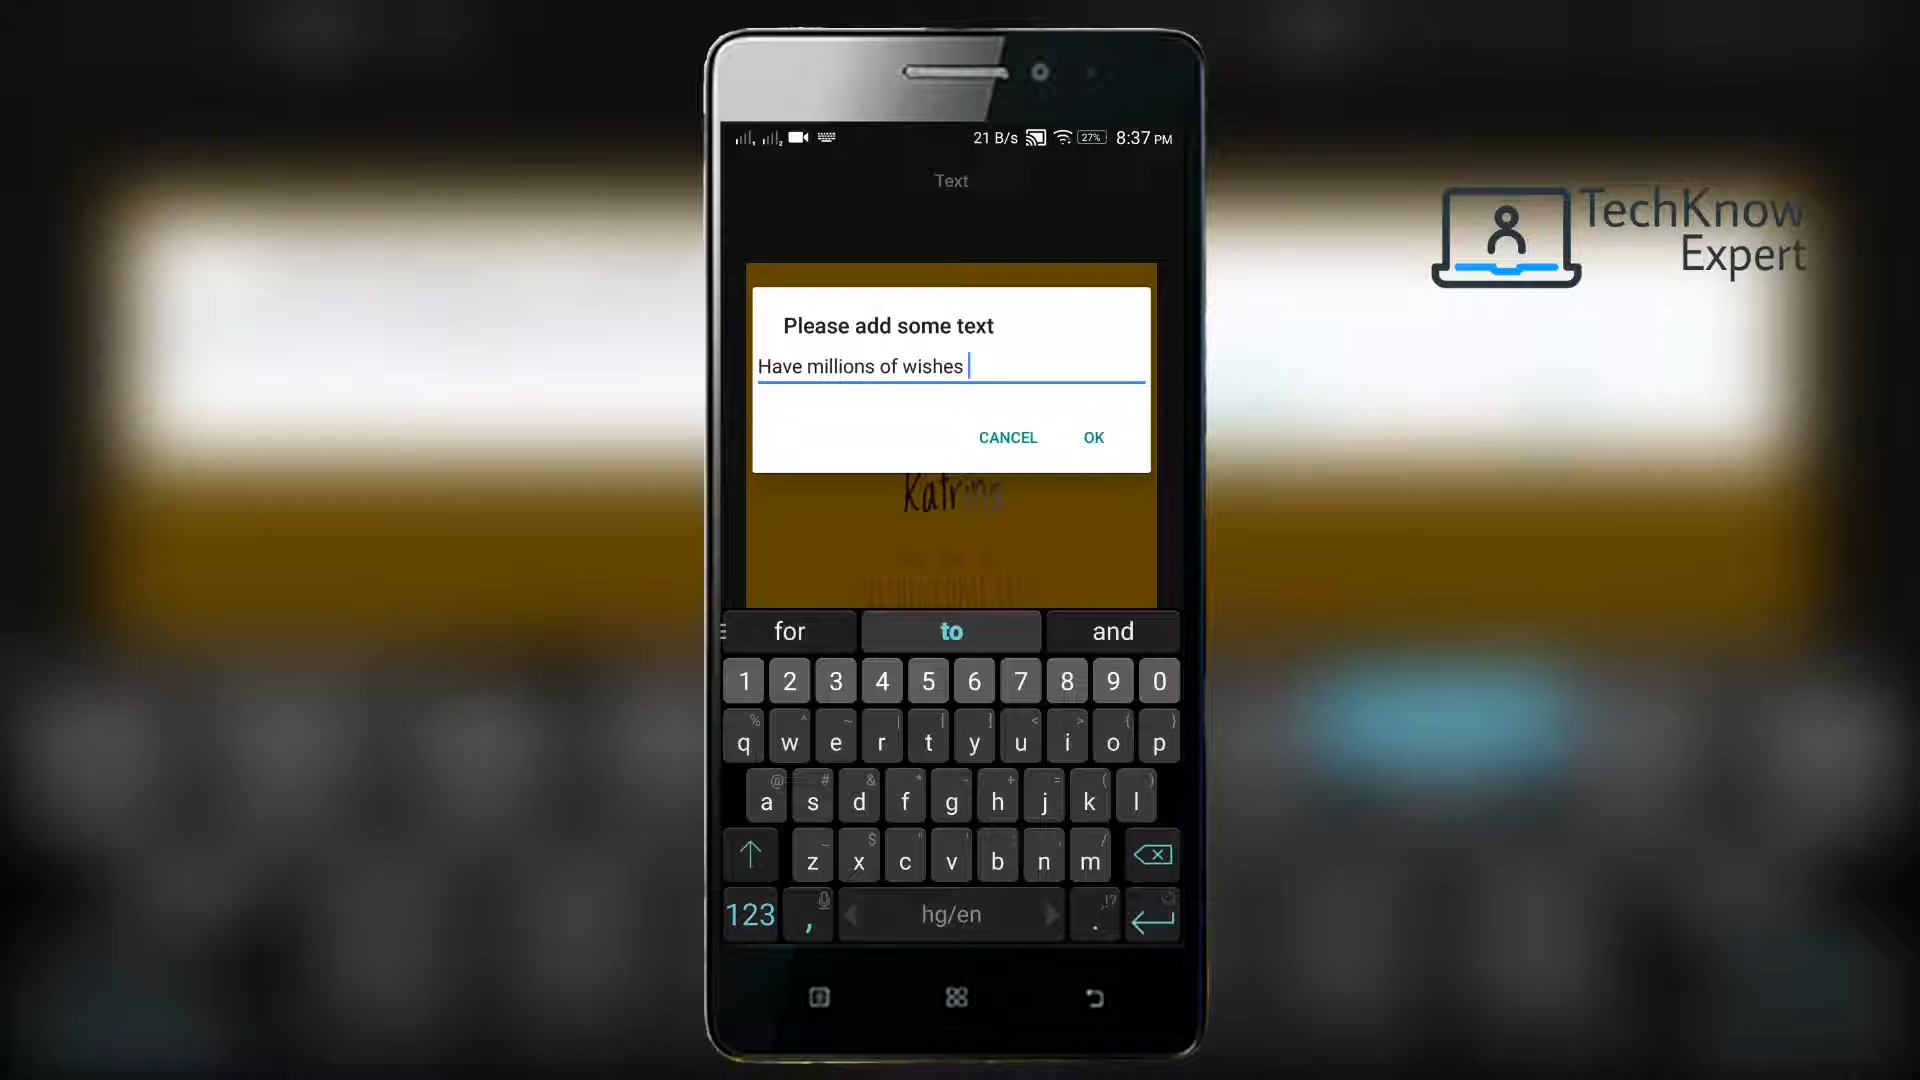 21 B/s 27% 8:37 PM
Text
TechKnow
Expert
Please add some text
Have millions of wishes
CANCEL OK
Katrina
for to and
1 2 3 4 5 6 7 8 9 0
q w e r t y u i o p
a s d f g h j k l
z x c v b n m
123 , hg/en .